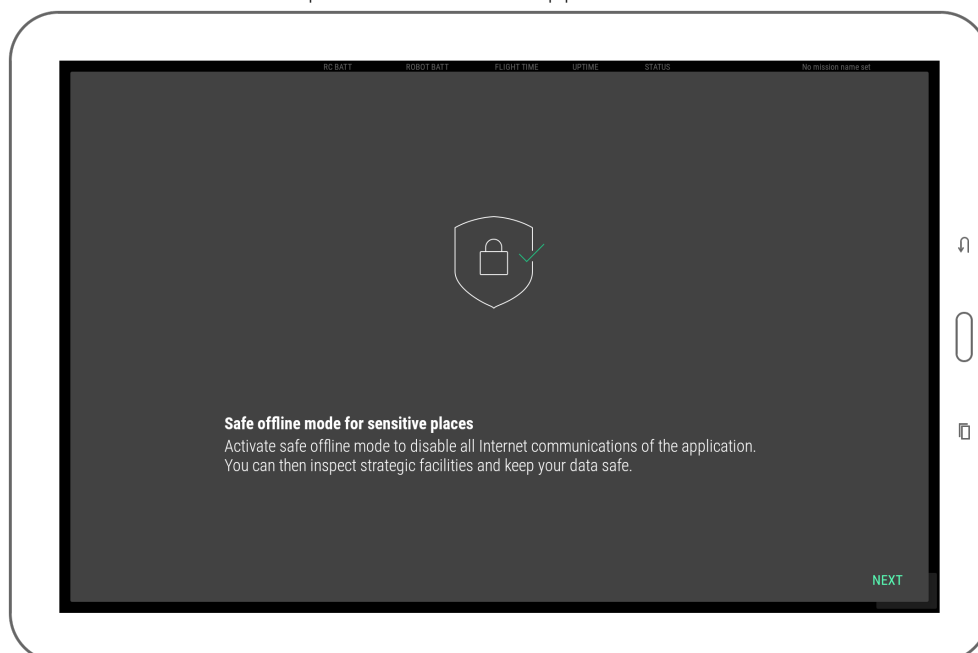 RC BATT ROBOT BATT FLIGHT TIME UPTIME STATUS No mission name set
Safe offline mode for sensitive places
Activate safe offline mode to disable all Internet communications of the application.
You can then inspect strategic facilities and keep your data safe.
NEXT